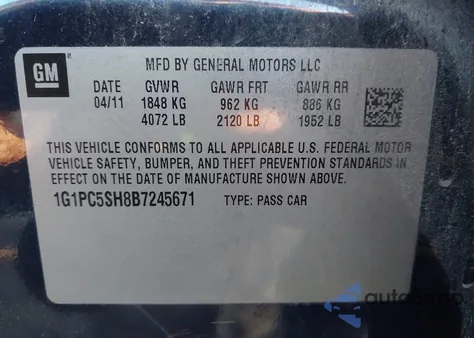 GM
MFD BY GENERAL MOTORS LLC
DATE GVWR GAWR FRT GAWR RR
04/11 1848 KG 962 KG 886 KG
4072 LB 2120 LB 1952 LB
THIS VEHICLE CONFORMS TO ALL APPLICABLE U.S. FEDERAL MOTOR
VEHICLE SAFETY, BUMPER, AND THEFT PREVENTION STANDARDS IN
EFFECT ON THE DATE OF MANUFACTURE SHOWN ABOVE.
1G1PC5SH8B7245671 TYPE: PASS CAR